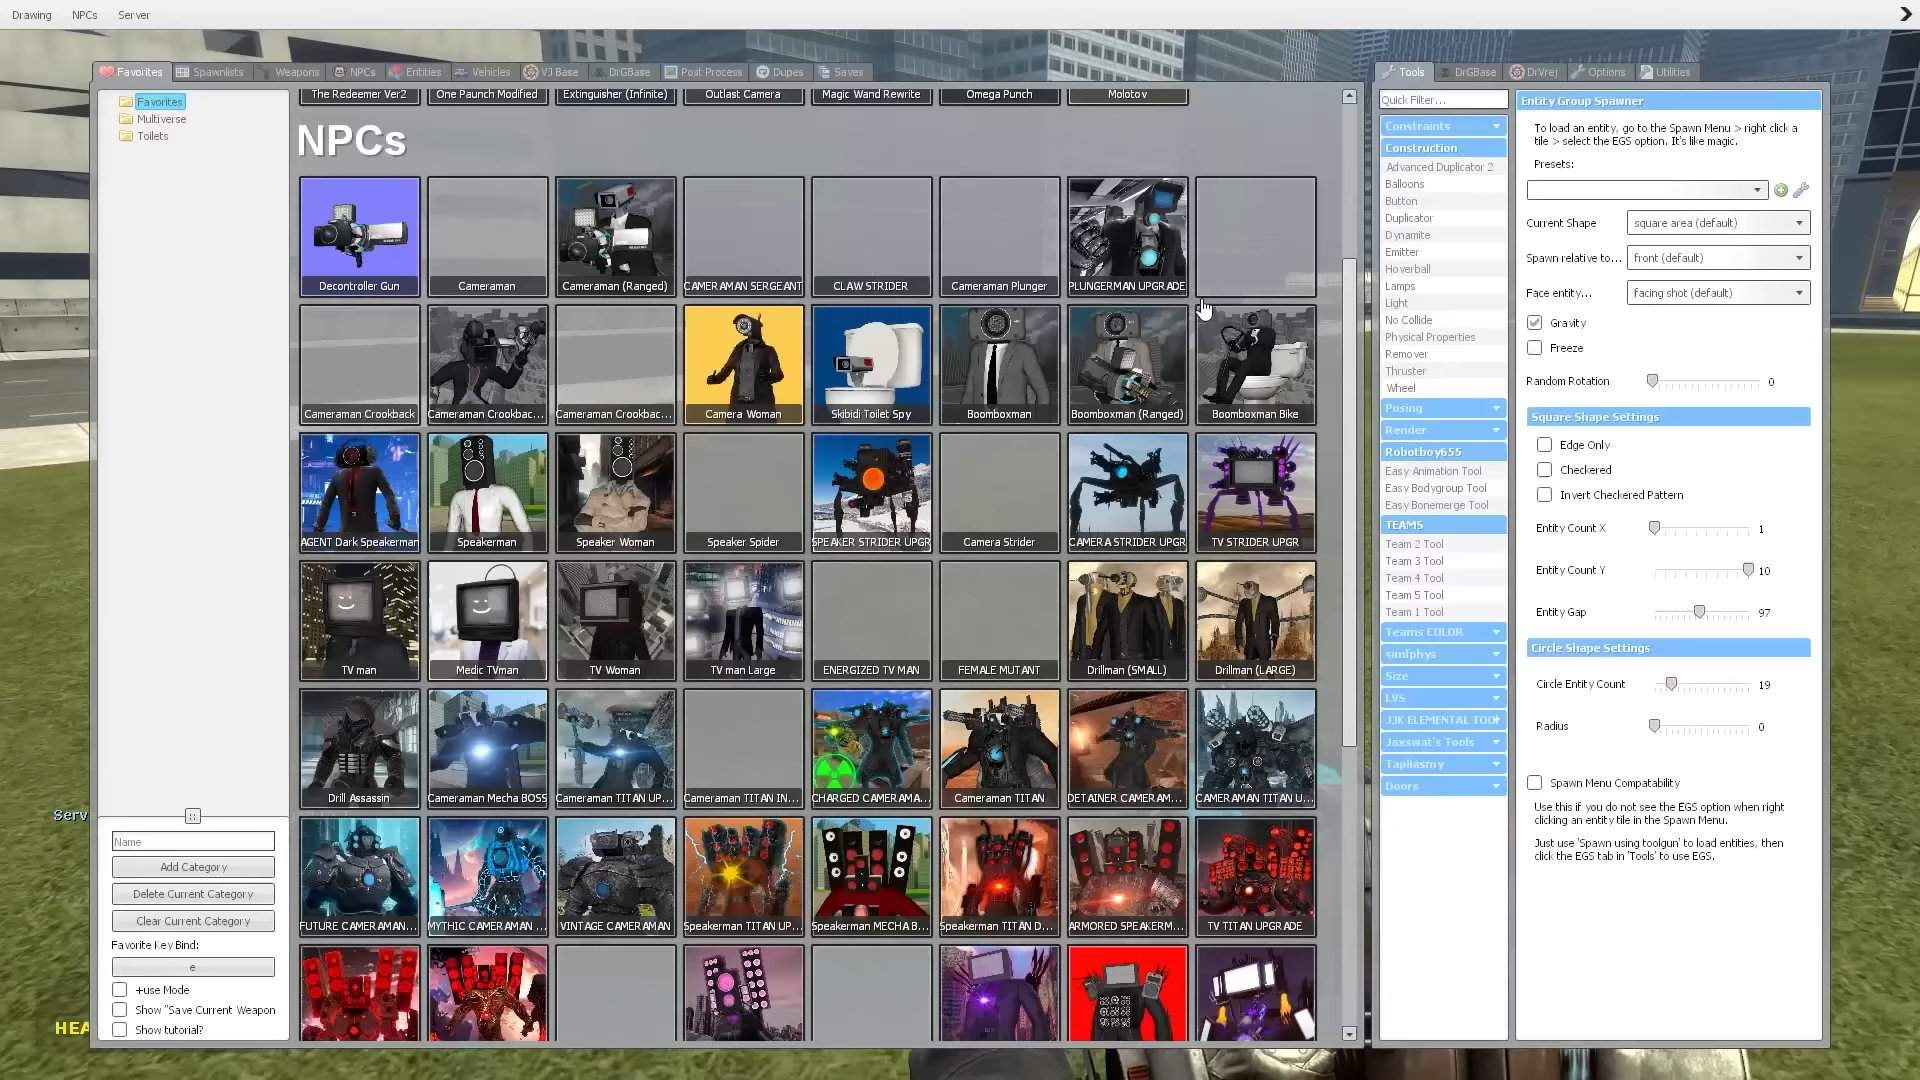 Drawing NPCs Server
Favorites Spawnlists Weapons NPCs Entities Vehicles VJ Base DrGBase Post Process Dupes Saves
Tools DrGBase DrVrej Options Utilities
Favorites
Multiverse
Toilets
The Redeemer Ver2 One Paunch Modified Extinguisher (Infinite) Outlast Camera Magic Wand Rewrite Omega Punch Molotov
NPCs
Decontroller Gun Cameraman Cameraman (Ranged) CAMERAMAN SERGEANT CLAW STRIDER Cameraman Plunger PLUNGERMAN UPGRADE
Cameraman Crookback Cameraman Crookbac... Cameraman Crookbac... Camera Woman Skibidi Toilet Spy Boomboxman Boomboxman (Ranged) Boomboxman Bike
AGENT Dark Speakerman Speakerman Speaker Woman Speaker Spider SPEAKER STRIDER UPGR Camera Strider CAMERA STRIDER UPGR TV STRIDER UPGR
TV man Medic TVman TV Woman TV man Large ENERGIZED TV MAN FEMALE MUTANT Drillman (SMALL) Drillman (LARGE)
Drill Assassin Cameraman Mecha BOSS Cameraman TITAN UP... Cameraman TITAN IN... CHARGED CAMERAMA... Cameraman TITAN DETAINER CAMERAM... CAMERAMAN TITAN U...
FUTURE CAMERAMAN... MYTHIC CAMERAMAN ... VINTAGE CAMERAMAN Speakerman TITAN UP... Speakerman MECHA B... Speakerman TITAN D... ARMORED SPEAKERM... TV TITAN UPGRADE
Serv
HEA
Name
Add Category
Delete Current Category
Clear Current Category
Favorite Key Bind:
e
+use Mode
Show "Save Current Weapon
Show tutorial?
Quick Filter...
Constraints
Construction
Advanced Duplicator 2
Balloons
Button
Duplicator
Dynamite
Emitter
Hoverball
Lamps
Light
No Collide
Physical Properties
Remover
Thruster
Wheel
Posing
Render
Robotboy655
Easy Animation Tool
Easy Bodygroup Tool
Easy Bonemerge Tool
TEAMS
Team 2 Tool
Team 3 Tool
Team 4 Tool
Team 5 Tool
Team 1 Tool
Teams COLOR
simfphys
Size
LVS
JJK ELEMENTAL TOO
Jaxswat's Tools
Tapliasmy
Doors
Entity Group Spawner
To load an entity, go to the Spawn Menu > right click a
tile > select the EGS option. It's like magic.
Presets:
Current Shape square area (default)
Spawn relative to... front (default)
Face entity... facing shot (default)
Gravity
Freeze
Random Rotation 0
Square Shape Settings
Edge Only
Checkered
Invert Checkered Pattern
Entity Count X 1
Entity Count Y 10
Entity Gap 97
Circle Shape Settings
Circle Entity Count 19
Radius 0
Spawn Menu Compatability
Use this if you do not see the EGS option when right
clicking an entity tile in the Spawn Menu.
Just use 'Spawn using toolgun' to load entities, then
click the EGS tab in 'Tools' to use EGS.